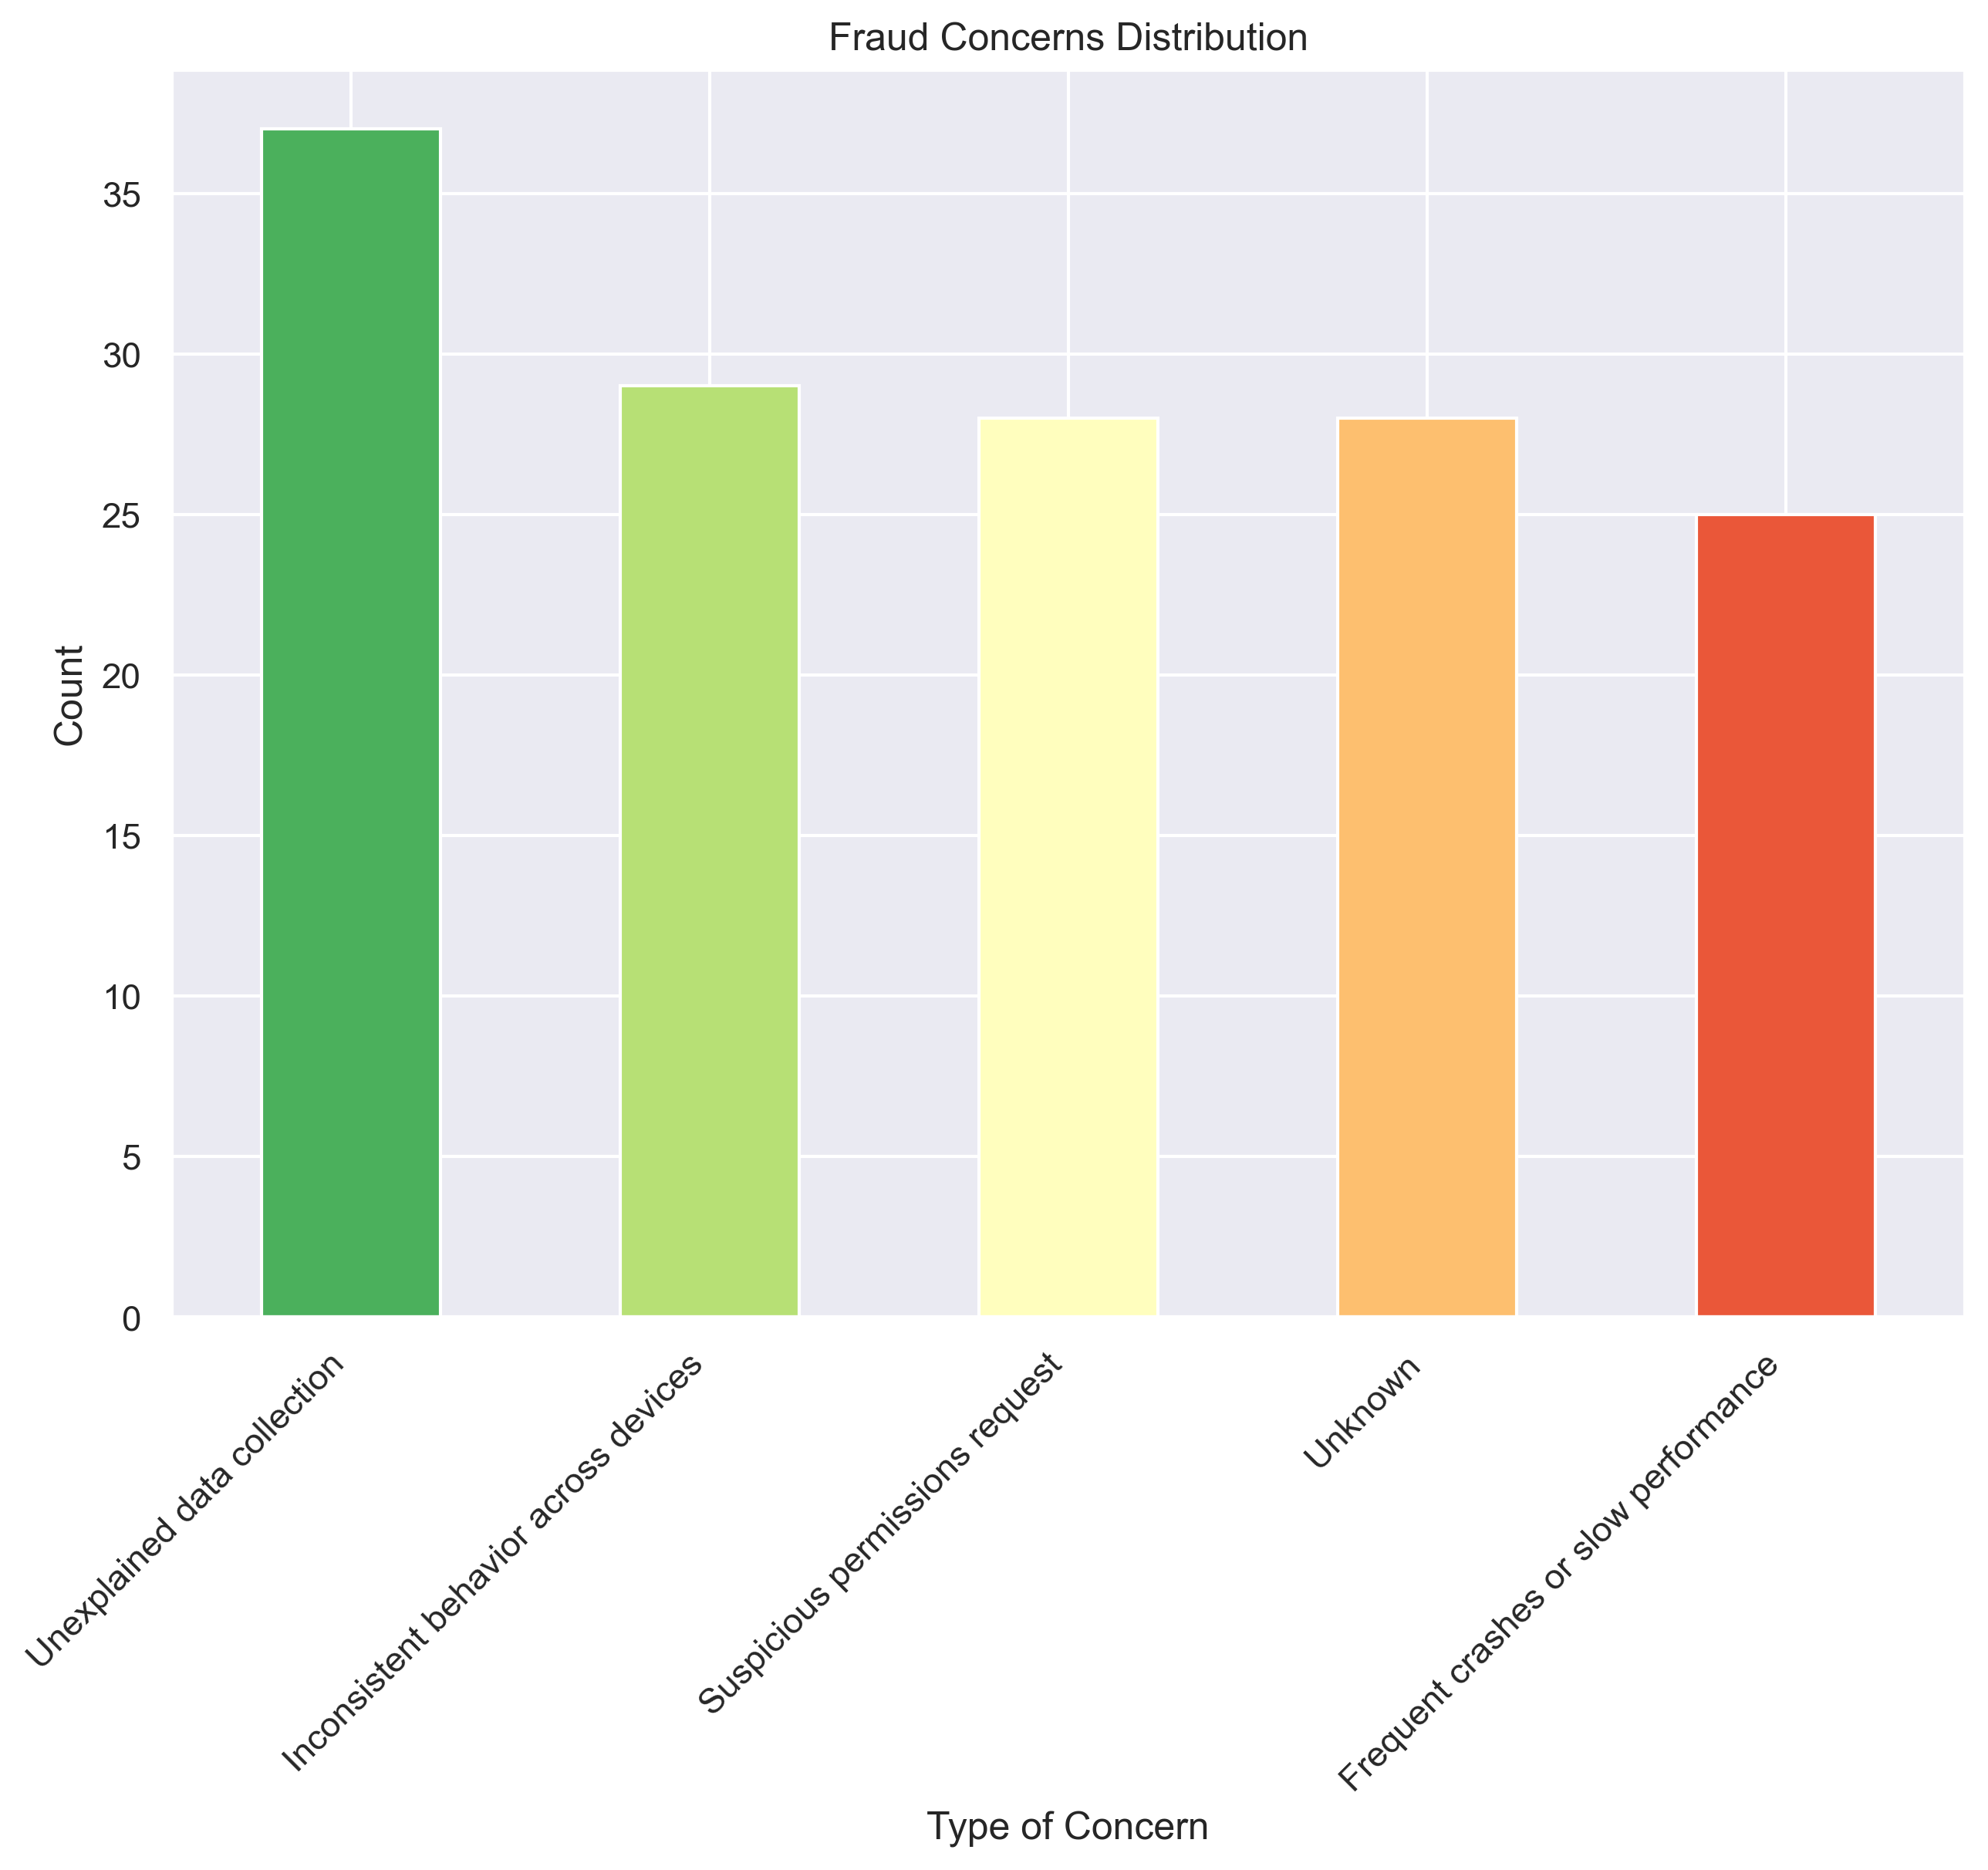 Fraud Concerns Distribution
35
30
25
20
15
10
5
0
Count
Unexplained data collection
Inconsistent behavior across devices
Suspicious permissions request
Unknown
Frequent crashes or slow performance
Type of Concern